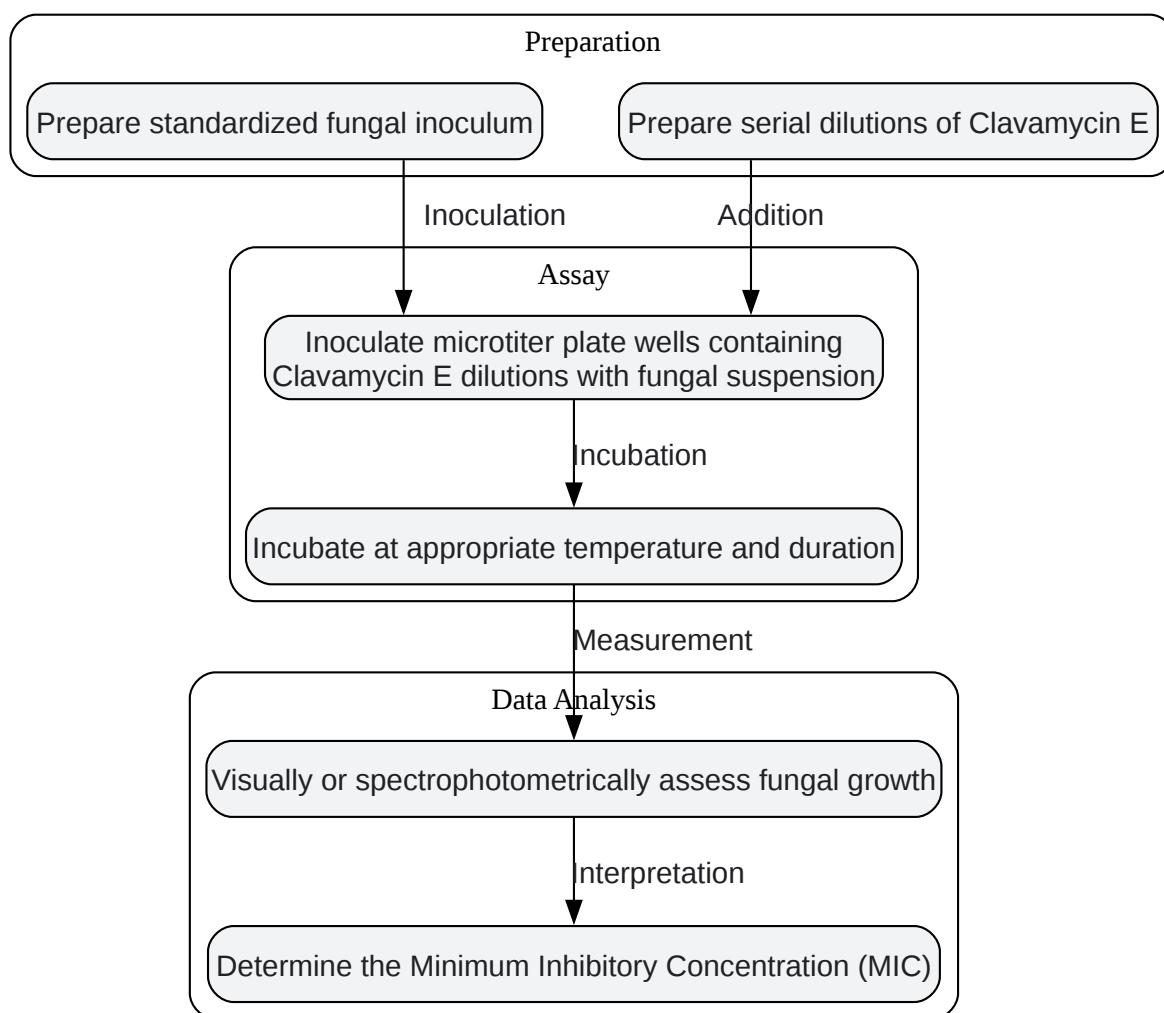 Preparation
Prepare standardized fungal inoculum
Prepare serial dilutions of Clavamycin E
Inoculation
Addition
Assay
Inoculate microtiter plate wells containing
Clavamycin E dilutions with fungal suspension
Incubation
Incubate at appropriate temperature and duration
Measurement
Data Analysis
Visually or spectrophotometrically assess fungal growth
Interpretation
Determine the Minimum Inhibitory Concentration (MIC)